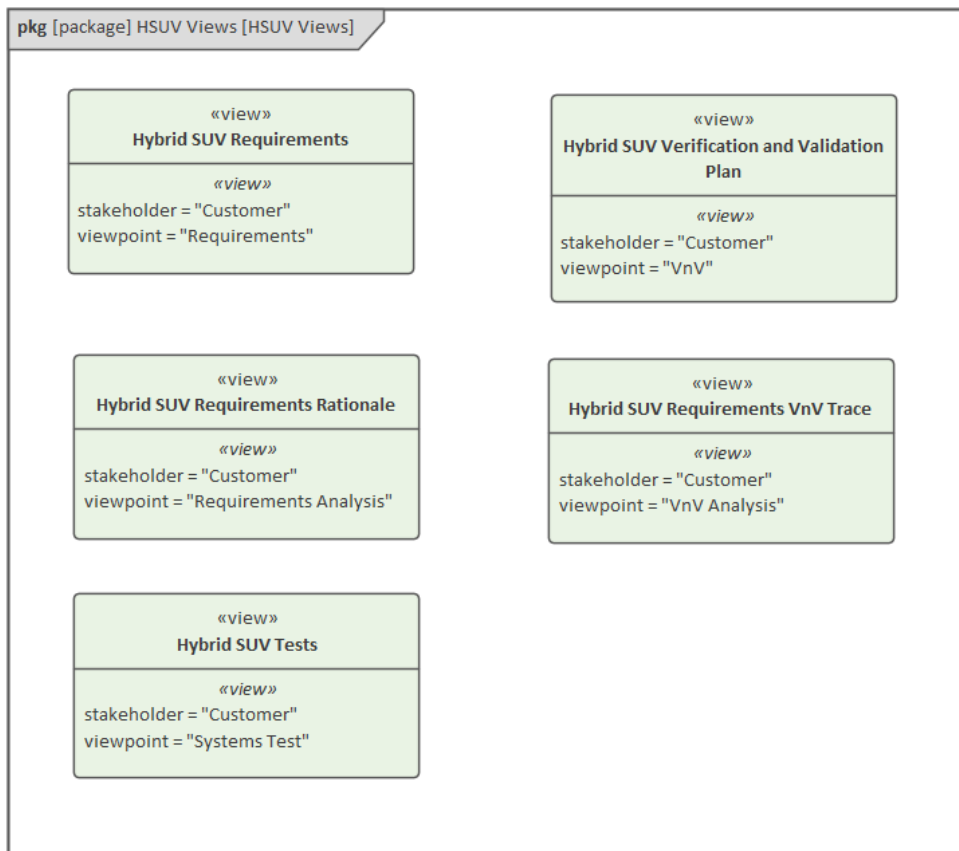 pkg [package] HSUV Views [HSUV Views]
«view»
Hybrid SUV Requirements
«view»
stakeholder = "Customer"
viewpoint = "Requirements"
«view»
Hybrid SUV Verification and Validation
Plan
«view»
stakeholder = "Customer"
viewpoint = "VnV"
«view»
Hybrid SUV Requirements Rationale
«view»
stakeholder = "Customer"
viewpoint = "Requirements Analysis"
«view»
Hybrid SUV Requirements VnV Trace
«view»
stakeholder = "Customer"
viewpoint = "VnV Analysis"
«view»
Hybrid SUV Tests
«view»
stakeholder = "Customer"
viewpoint = "Systems Test"